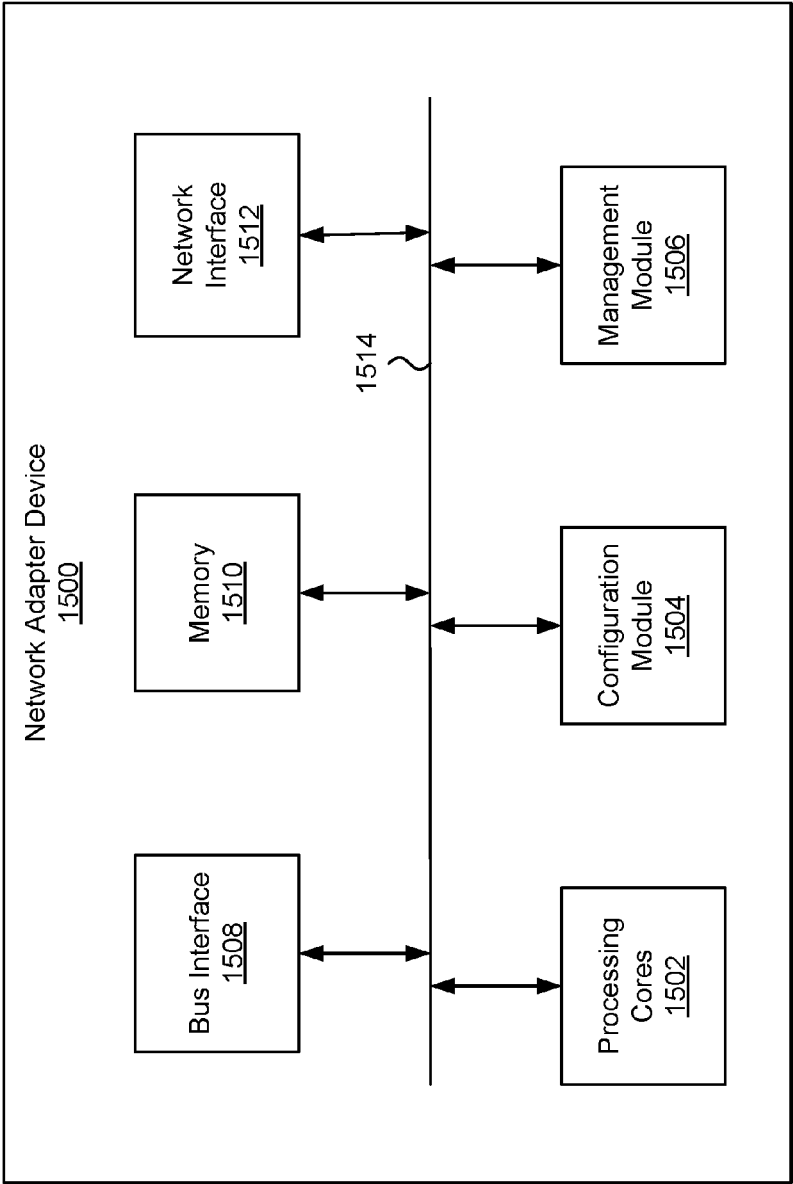 Network Adapter Device
1500
Bus Interface
1508
Memory
1510
Network
Interface
1512
1514
Processing
Cores
1502
Configuration
Module
1504
Management
Module
1506